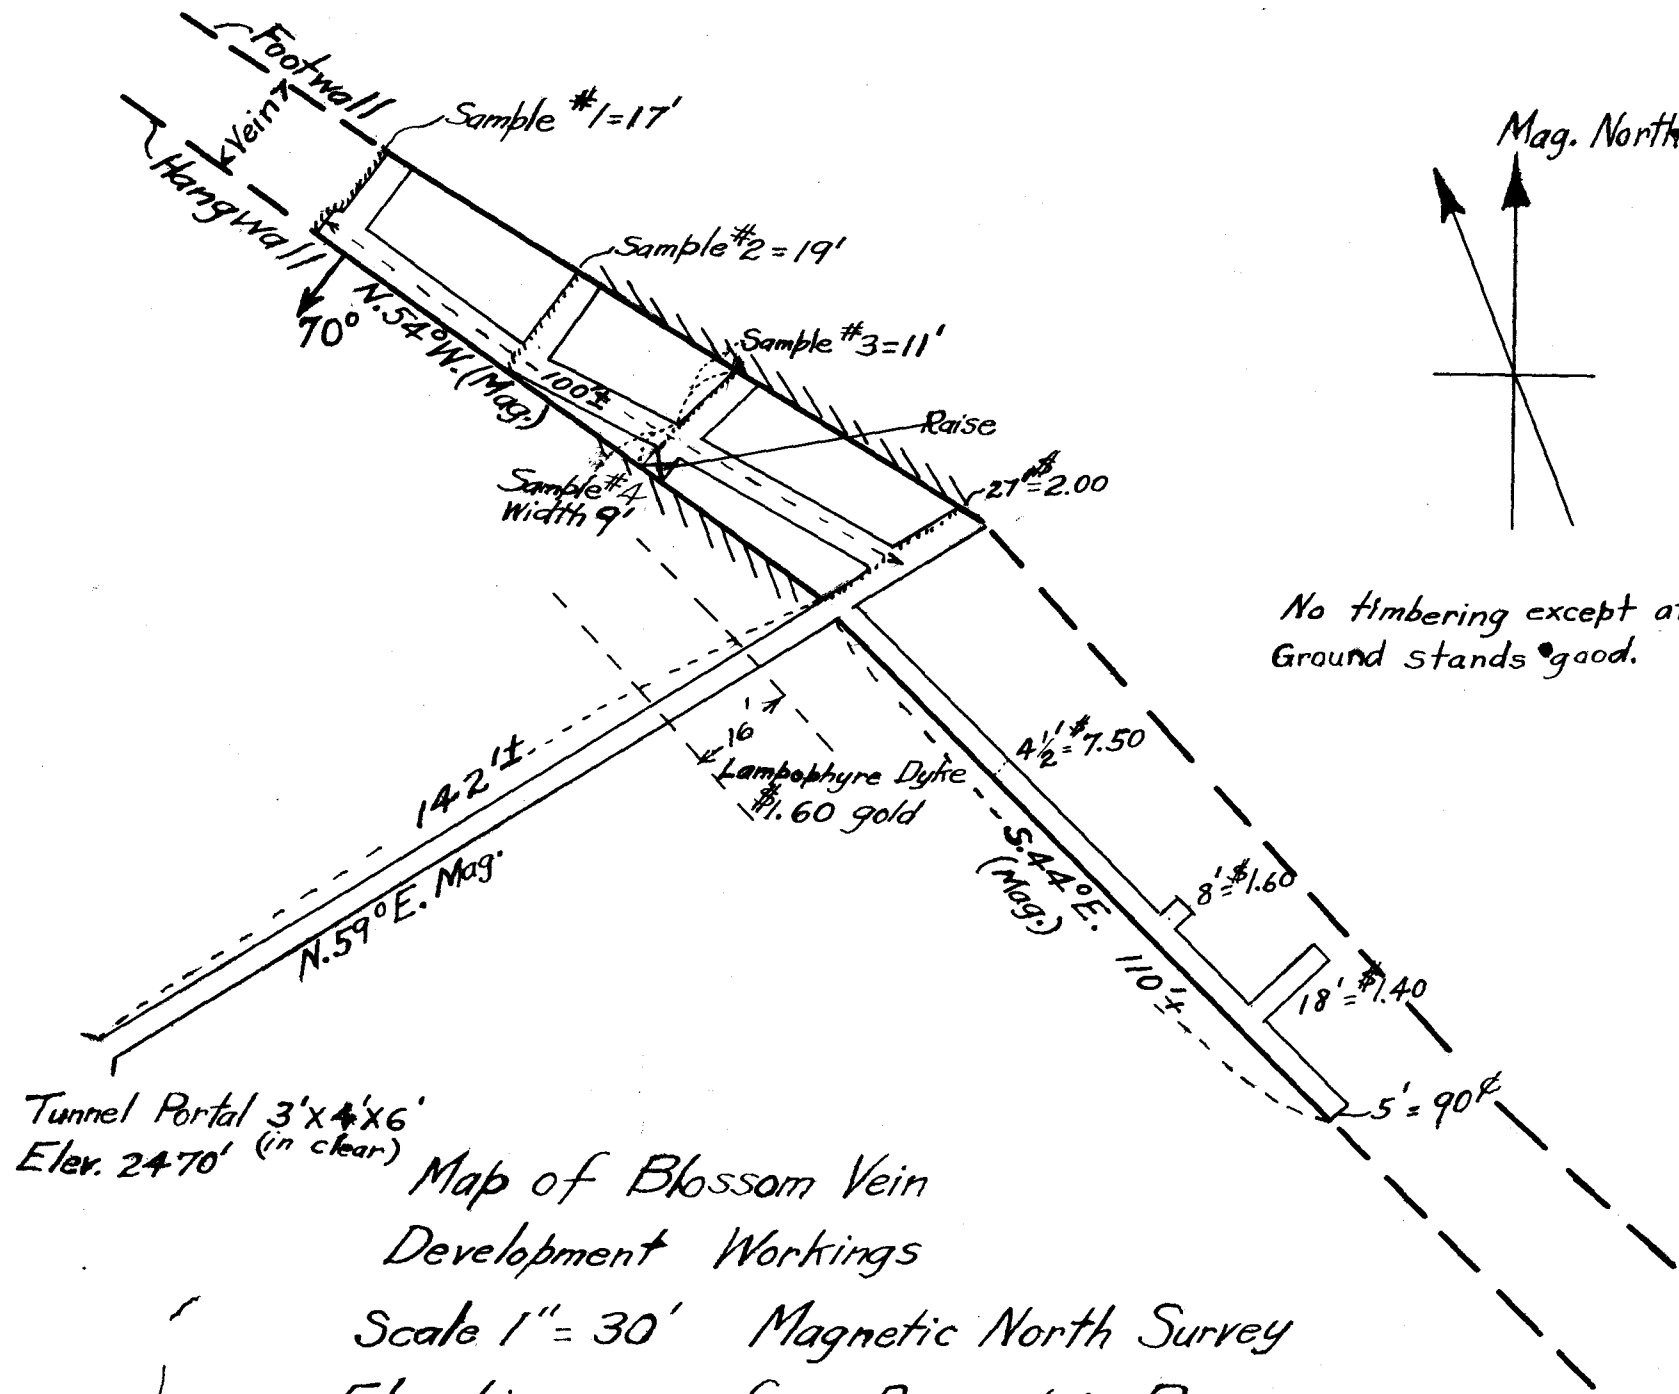 Footwall
Vein
Hangwall
Sample #1=17'
Mag. North
Sample #2=19'
70°
N.54°W.(Mag.)
Sample #3=11'
100'±
Raise
Sample #4
Width 9'
27'=$2.00
No timbering except at
Ground stands good.
16'
4½'=$7.50
Lampophyre Dyke
$1.60 gold
142'±
N.59°E. Mag.
S.44°E.
(Mag.)
8'=$1.60
110'±
18'=$1.40
5'=90¢
Tunnel Portal 3'x4'x6'
(in clear)
Elev. 2470'
Map of Blossom Vein
Development Workings
Scale 1"=30' Magnetic North Survey